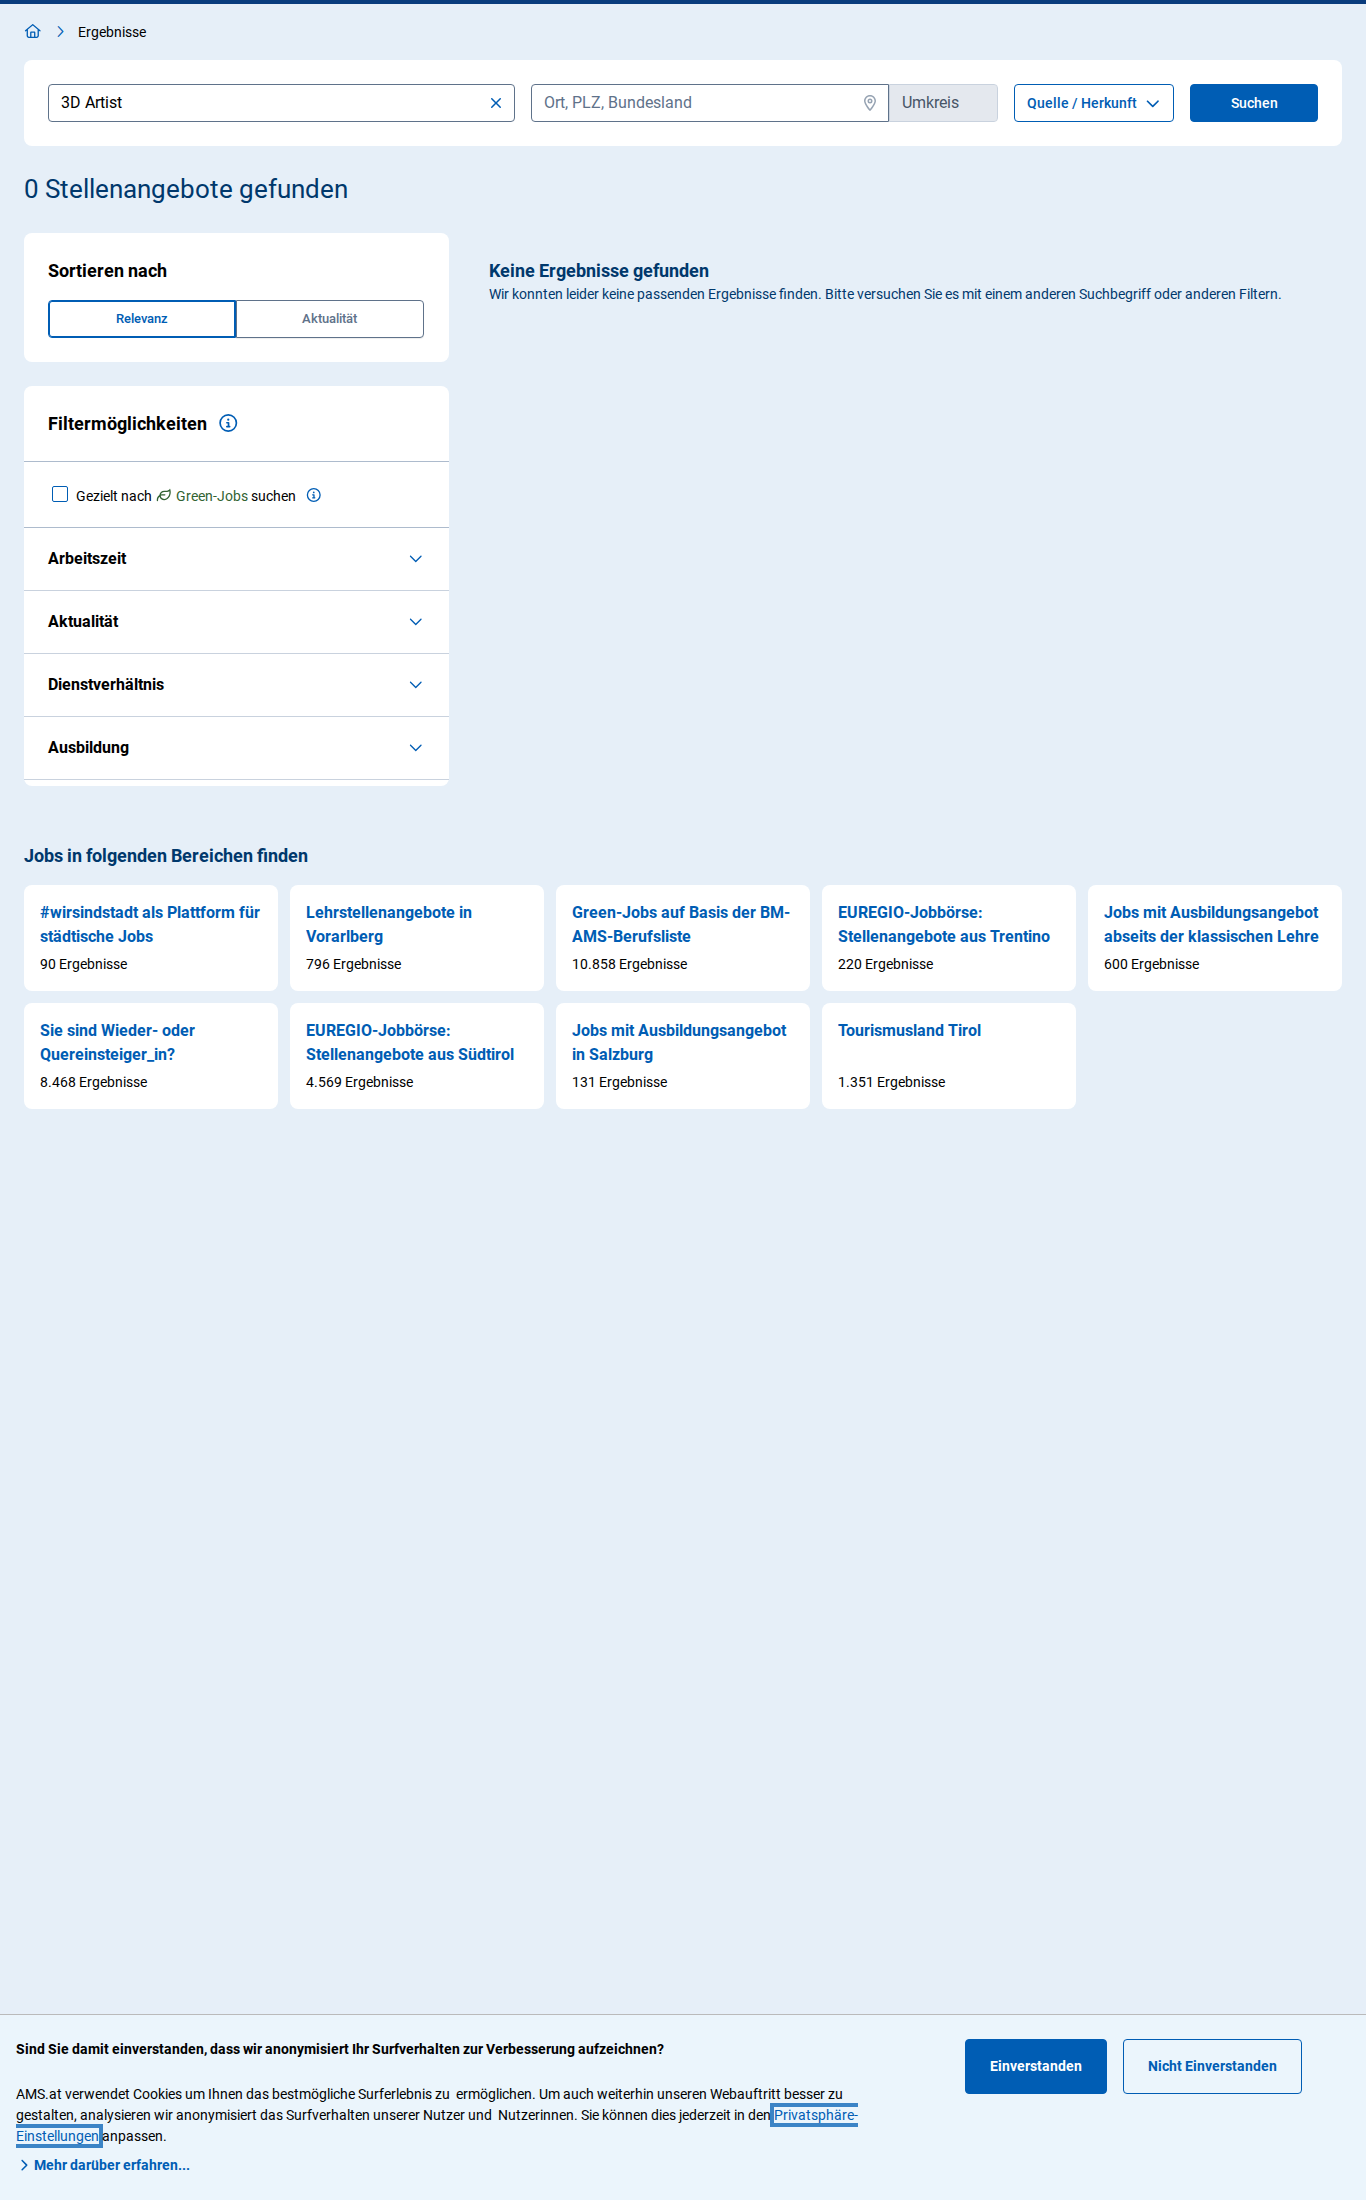 Ergebnisse
3D Artist
Ort, PLZ, Bundesland
Umkreis
Quelle / Herkunft
Suchen
0 Stellenangebote gefunden
Sortieren nach
Relevanz
Aktualität
Keine Ergebnisse gefunden
Wir konnten leider keine passenden Ergebnisse finden. Bitte versuchen Sie es mit einem anderen Suchbegriff oder anderen Filtern.
Filtermöglichkeiten
Gezielt nach Green-Jobs suchen
Arbeitszeit
Aktualität
Dienstverhältnis
Ausbildung
Jobs in folgenden Bereichen finden
#wirsindstadt als Plattform für
städtische Jobs
90 Ergebnisse
Lehrstellenangebote in
Vorarlberg
796 Ergebnisse
Green-Jobs auf Basis der BM-
AMS-Berufsliste
10.858 Ergebnisse
EUREGIO-Jobbörse:
Stellenangebote aus Trentino
220 Ergebnisse
Jobs mit Ausbildungsangebot
abseits der klassischen Lehre
600 Ergebnisse
Sie sind Wieder- oder
Quereinsteiger_in?
8.468 Ergebnisse
EUREGIO-Jobbörse:
Stellenangebote aus Südtirol
4.569 Ergebnisse
Jobs mit Ausbildungsangebot
in Salzburg
131 Ergebnisse
Tourismusland Tirol
1.351 Ergebnisse
Sind Sie damit einverstanden, dass wir anonymisiert Ihr Surfverhalten zur Verbesserung aufzeichnen?
AMS.at verwendet Cookies um Ihnen das bestmögliche Surferlebnis zu ermöglichen. Um auch weiterhin unseren Webauftritt besser zu
gestalten, analysieren wir anonymisiert das Surfverhalten unserer Nutzer und Nutzerinnen. Sie können dies jederzeit in den Privatsphäre-
Einstellungen anpassen.
Mehr darüber erfahren...
Einverstanden
Nicht Einverstanden